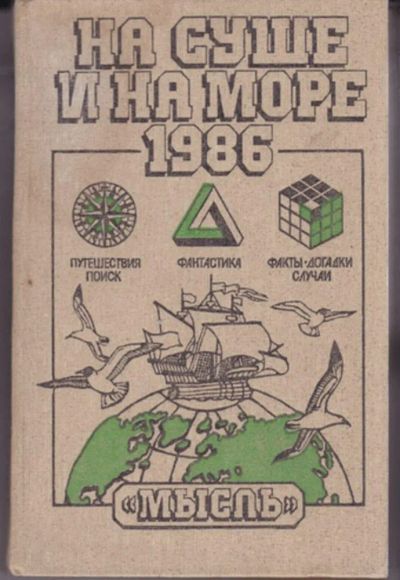 НА СУШЕ
И НА МОРЕ
1986
ПУТЕШЕСТВИЯ
ПОИСК
ФАНТАСТИКА
ФАКТЫ·ДОГАДКИ
СЛУЧАИ
«МЫСЛЬ»